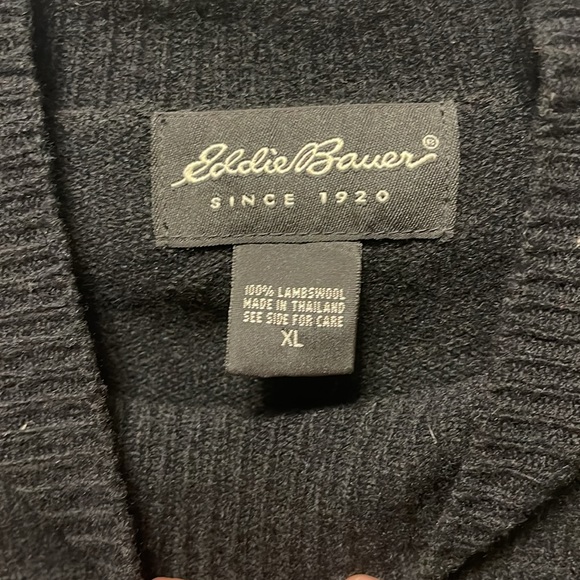 Eddie Bauer®
SINCE 1920
100% LAMBSWOOL
MADE IN THAILAND
SEE SIDE FOR CARE
XL